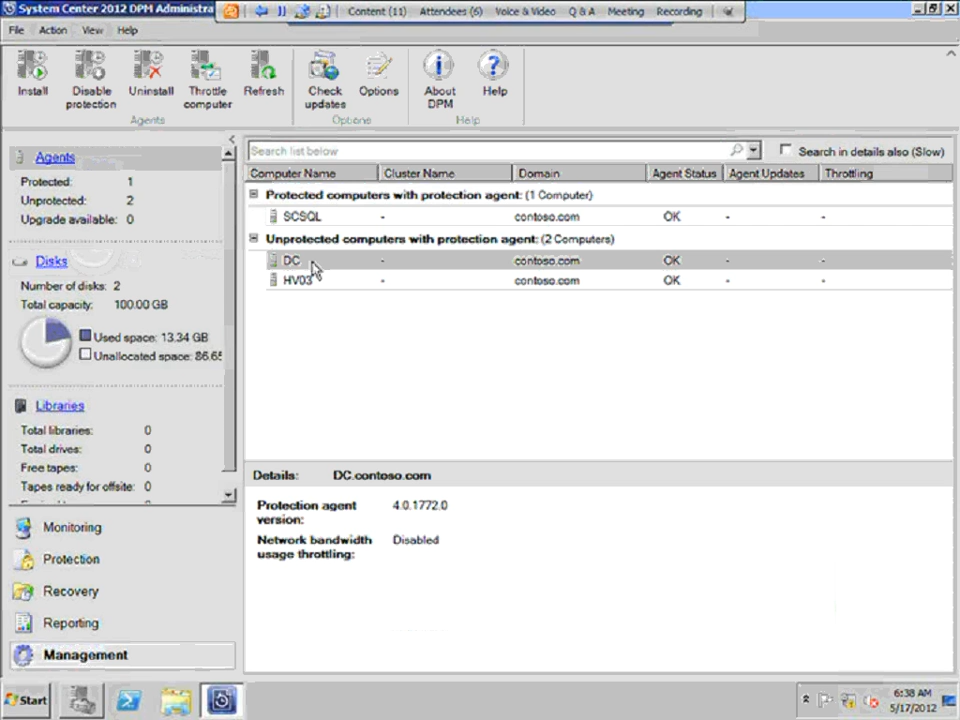 System Center 2012 DPM Administra
Content (11) Attendees (6) Voice & Video Q & A Meeting Recording
File Action View Help
Install Disable protection Uninstall Throttle computer Refresh Check updates Options About DPM Help
Agents Options Help
Search list below Search in details also (Slow)
Computer Name Cluster Name Domain Agent Status Agent Updates Throttling
Protected computers with protection agent: (1 Computer)
SCSQL - contoso.com OK - -
Unprotected computers with protection agent: (2 Computers)
DC - contoso.com OK - -
HV03 - contoso.com OK - -
Agents
Protected: 1
Unprotected: 2
Upgrade available: 0
Disks
Number of disks: 2
Total capacity: 100.00 GB
Used space: 13.34 GB
Unallocated space: 86.65
Libraries
Total libraries: 0
Total drives: 0
Free tapes: 0
Tapes ready for offsite: 0
Details: DC.contoso.com
Protection agent version: 4.0.1772.0
Network bandwidth usage throttling: Disabled
Monitoring
Protection
Recovery
Reporting
Management
Start
6:38 AM
5/17/2012